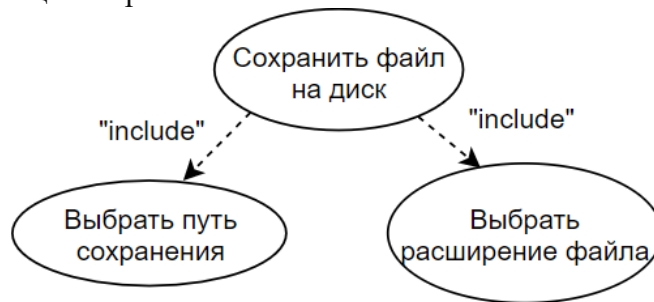 Сохранить файл
на диск
"include"
"include"
Выбрать путь
сохранения
Выбрать
расширение файла